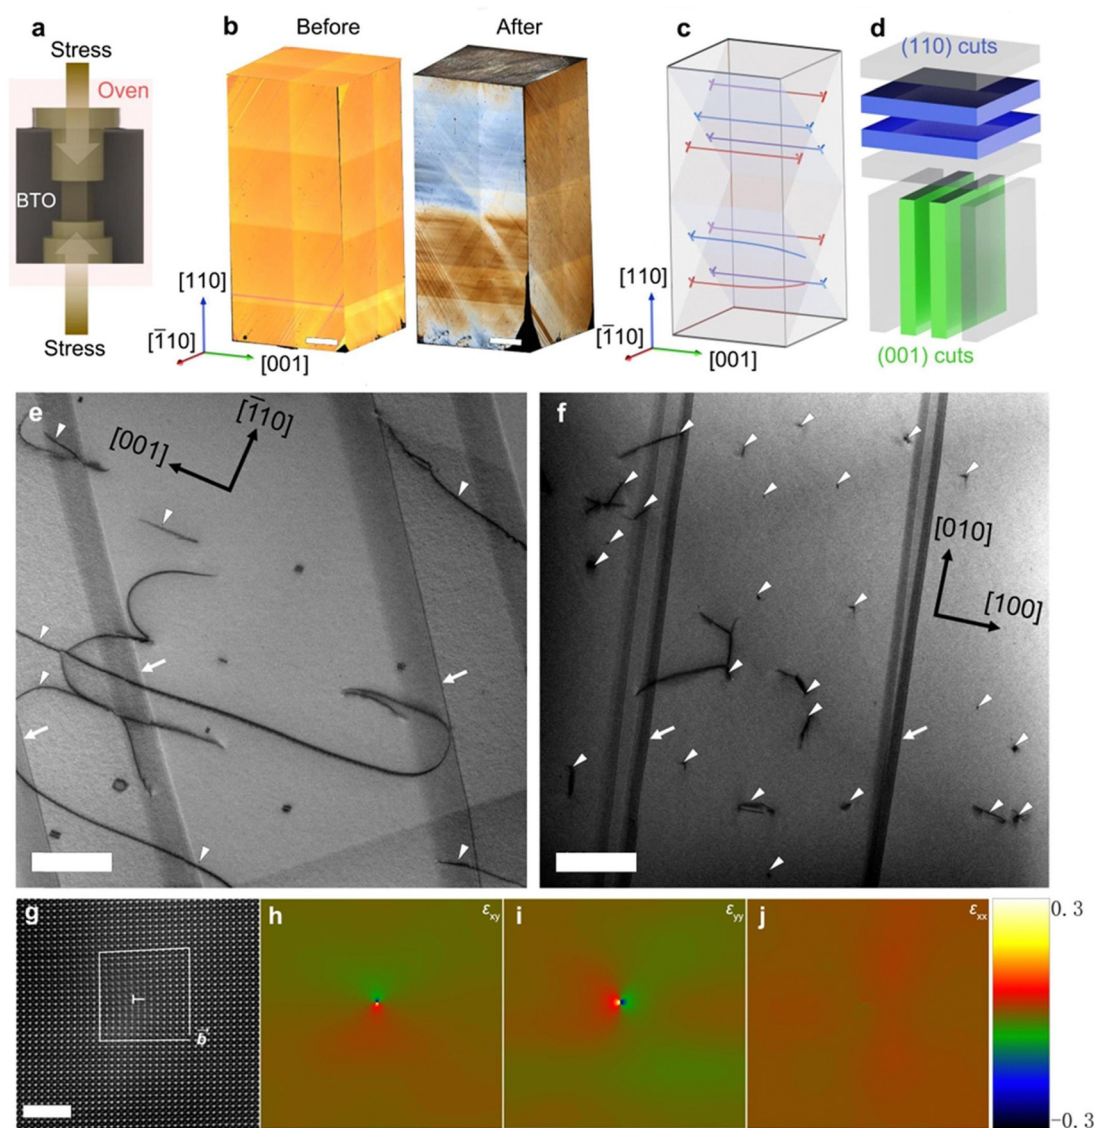 a
Stress
Oven
BTO
Stress
b
Before
After
[110]
[1̅10]
[001]
c
[110]
[1̅10]
[001]
d
(110) cuts
(001) cuts
e
[001]
[1̅10]
f
[010]
[100]
g
b⃗
h
εxy
i
εyy
j
εxx
0.3
-0.3